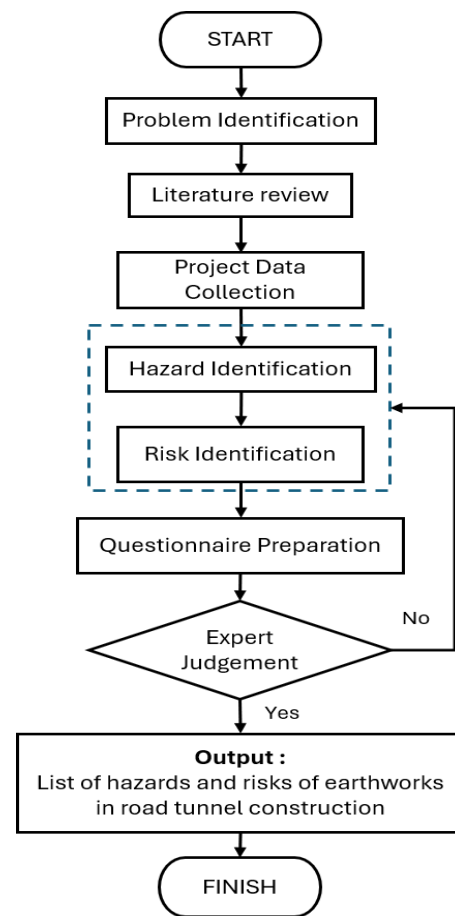 START
Problem Identification
Literature review
Project Data
Collection
Hazard Identification
Risk Identification
Questionnaire Preparation
Expert
Judgement
No
Yes
Output :
List of hazards and risks of earthworks
in road tunnel construction
FINISH